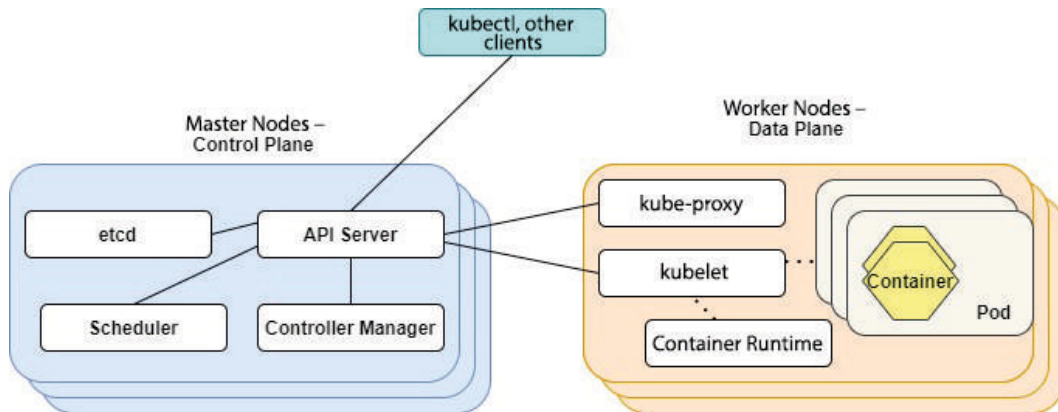 kubectl, other
clients
Master Nodes –
Control Plane
Worker Nodes –
Data Plane
etcd
API Server
Scheduler
Controller Manager
kube-proxy
kubelet
Container Runtime
Container
Pod